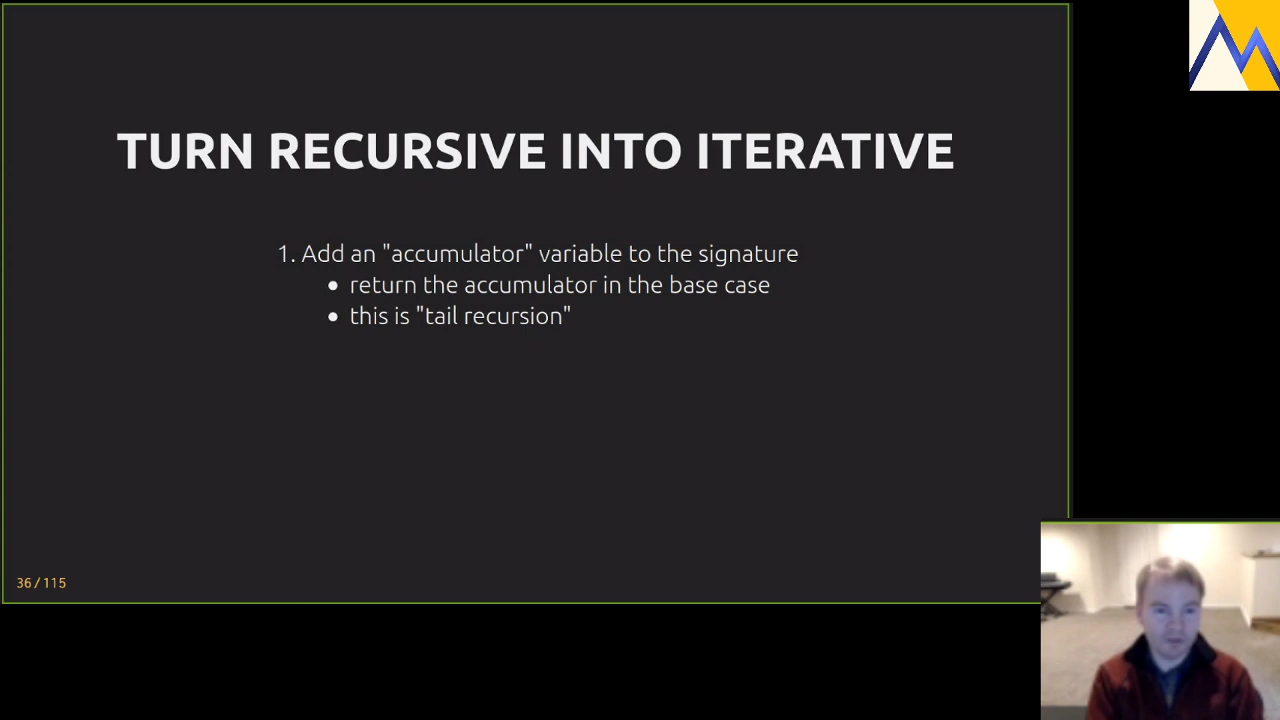 TURN RECURSIVE INTO ITERATIVE
1. Add an "accumulator" variable to the signature
• return the accumulator in the base case
• this is "tail recursion"
36 / 115